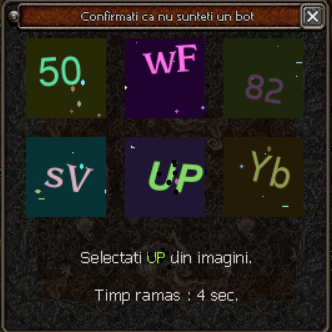 Confirmati ca nu sunteti un bot
50 wF 82
sV UP Yb
Selectati UP din imagini.
Timp ramas : 4 sec.